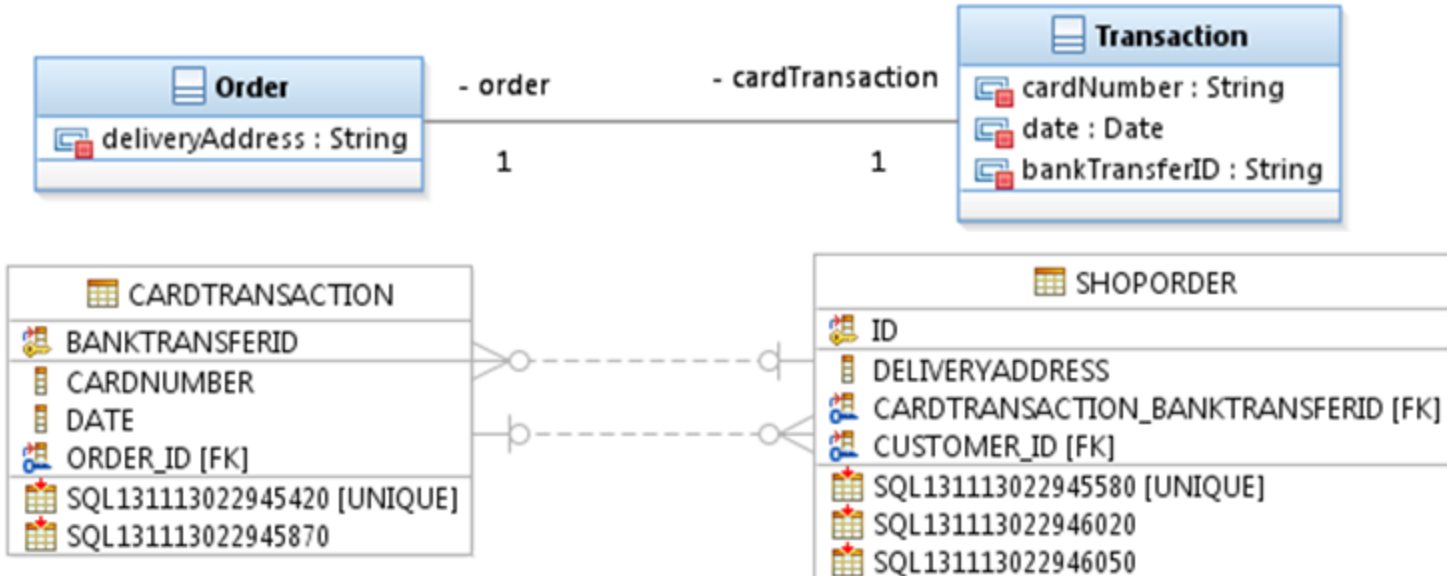 Order
deliveryAddress : String
- order
1
- cardTransaction
1
Transaction
cardNumber : String
date : Date
bankTransferID : String
CARDTRANSACTION
BANKTRANSFERID
CARDNUMBER
DATE
ORDER_ID [FK]
SQL131113022945420 [UNIQUE]
SQL131113022945870
SHOPORDER
ID
DELIVERYADDRESS
CARDTRANSACTION_BANKTRANSFERID [FK]
CUSTOMER_ID [FK]
SQL131113022945580 [UNIQUE]
SQL131113022946020
SQL131113022946050